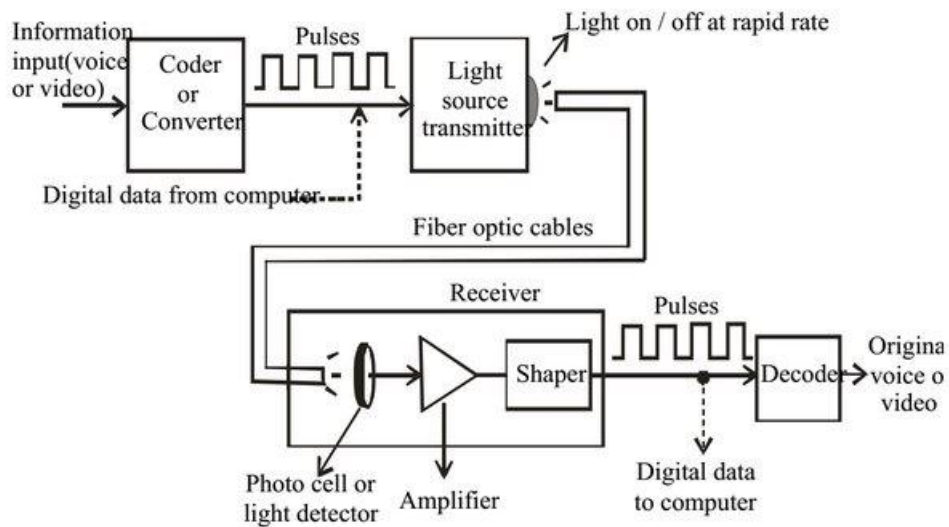 Information
input(voice
or video)
Coder
or
Converter
Pulses
Light
source
transmitter
Light on / off at rapid rate
Digital data from computer
Fiber optic cables
Receiver
Shaper
Pulses
Decoder
Origina
voice o
video
Photo cell or
light detector
Amplifier
Digital data
to computer